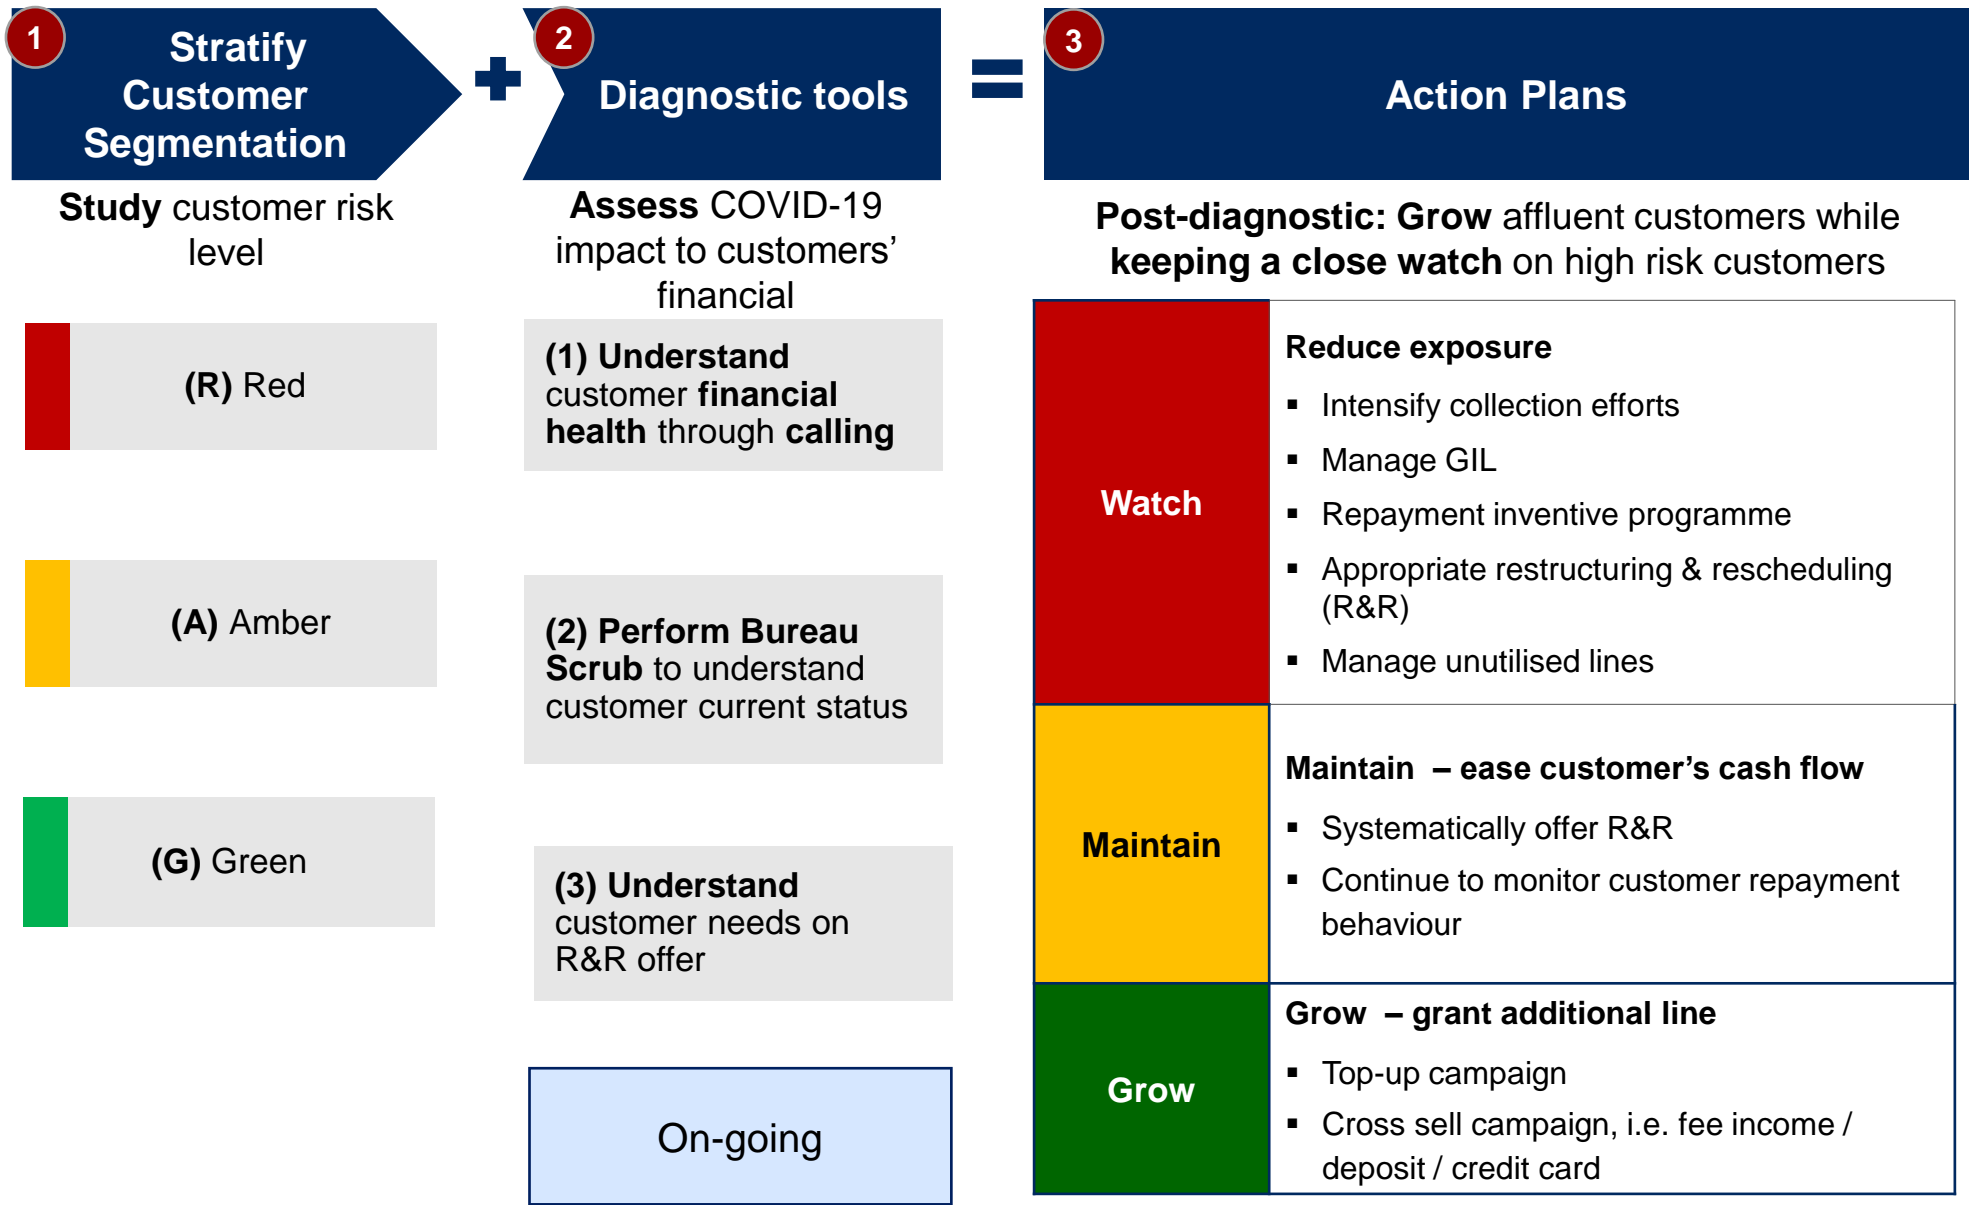 1
Stratify
Customer
Segmentation
Study customer risk
level
(R) Red
(A) Amber
(G) Green
2
Diagnostic tools
Assess COVID-19
impact to customers’
financial
(1) Understand
customer financial
health through calling
(2) Perform Bureau
Scrub to understand
customer current status
(3) Understand
customer needs on
R&R offer
On-going
3
Action Plans
Post-diagnostic: Grow affluent customers while
keeping a close watch on high risk customers
Watch
Reduce exposure
▪ Intensify collection efforts
▪ Manage GIL
▪ Repayment inventive programme
▪ Appropriate restructuring & rescheduling
(R&R)
▪ Manage unutilised lines
Maintain
Maintain – ease customer’s cash flow
▪ Systematically offer R&R
▪ Continue to monitor customer repayment
behaviour
Grow
Grow – grant additional line
▪ Top-up campaign
▪ Cross sell campaign, i.e. fee income /
deposit / credit card